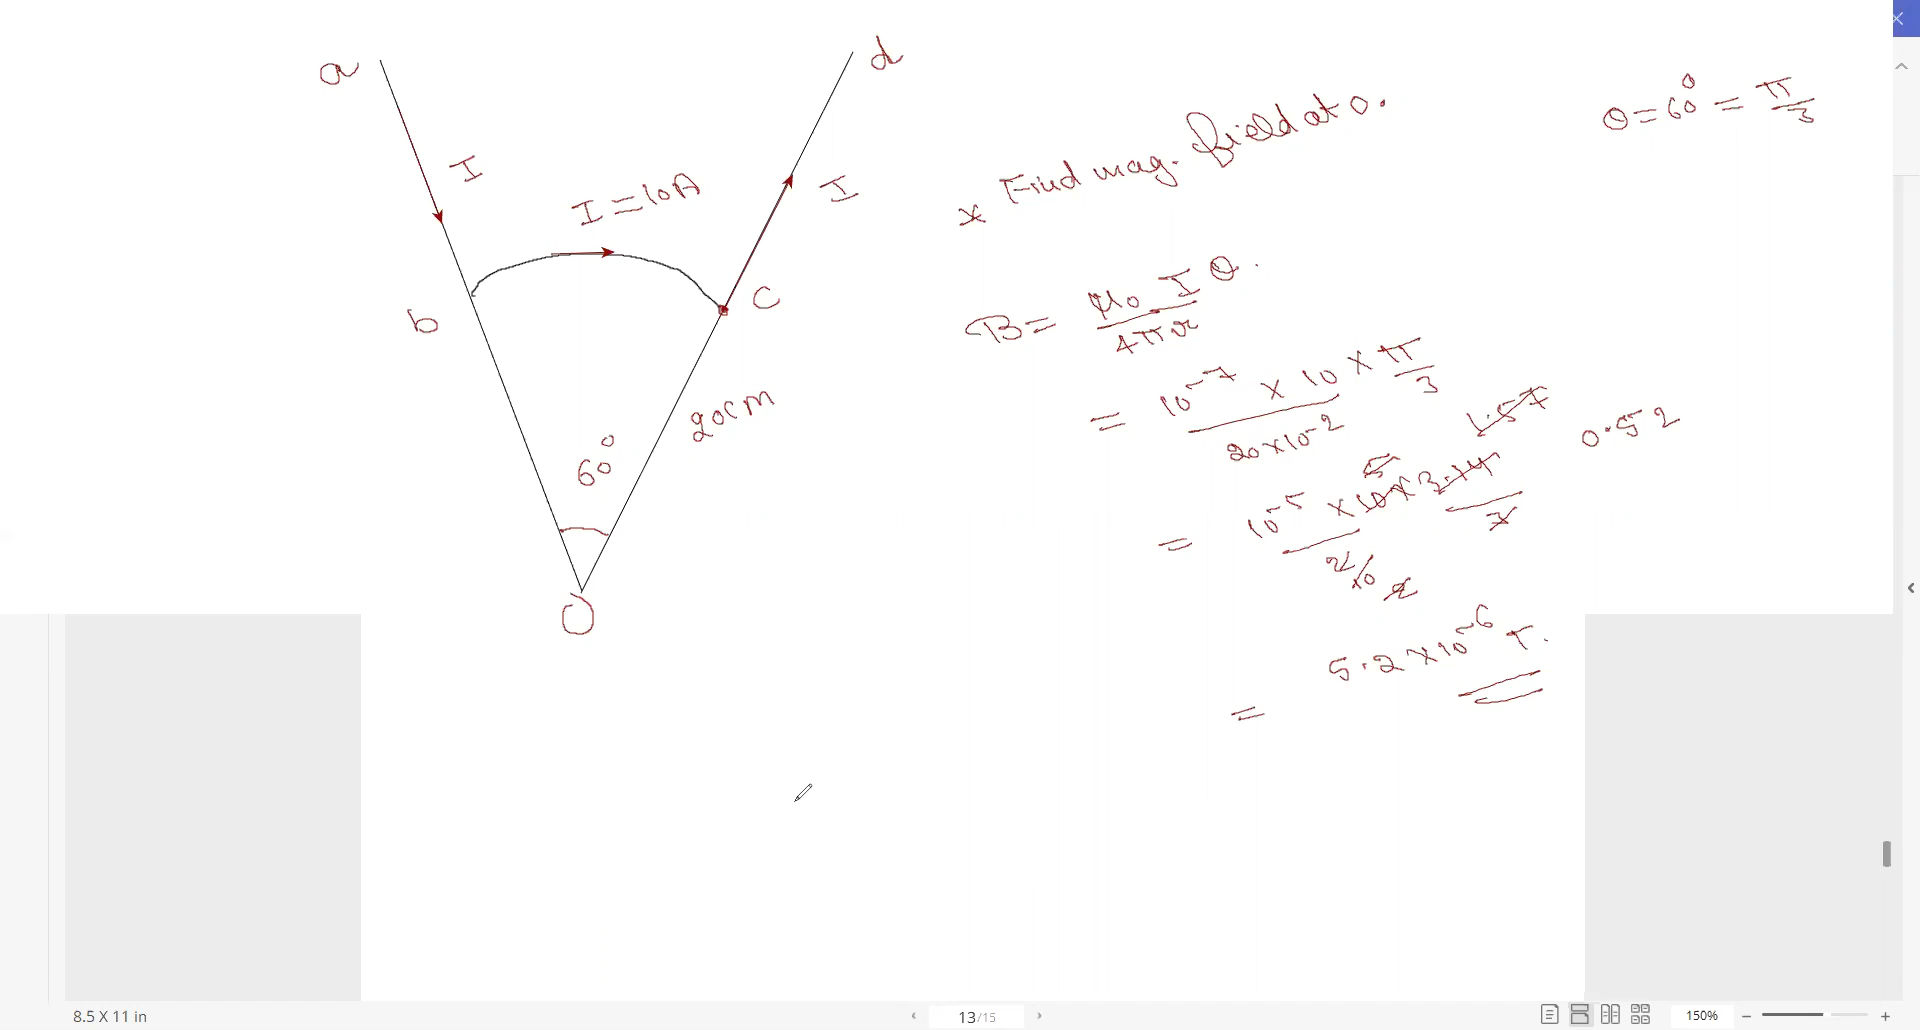 a
d
I
I = 10A
I
b
c
20cm
60°
O
× Find mag. field at O.
θ = 60° = π/3
B = μ₀ I θ / 4πr
= 10⁻⁷ × 10 × π/3 / 20×10⁻²
1.57
0.52
5
= 10⁻⁵ × 10 × 3.14 / 2
= 5.2×10⁻⁶ T.
8.5 X 11 in
13/15
150%